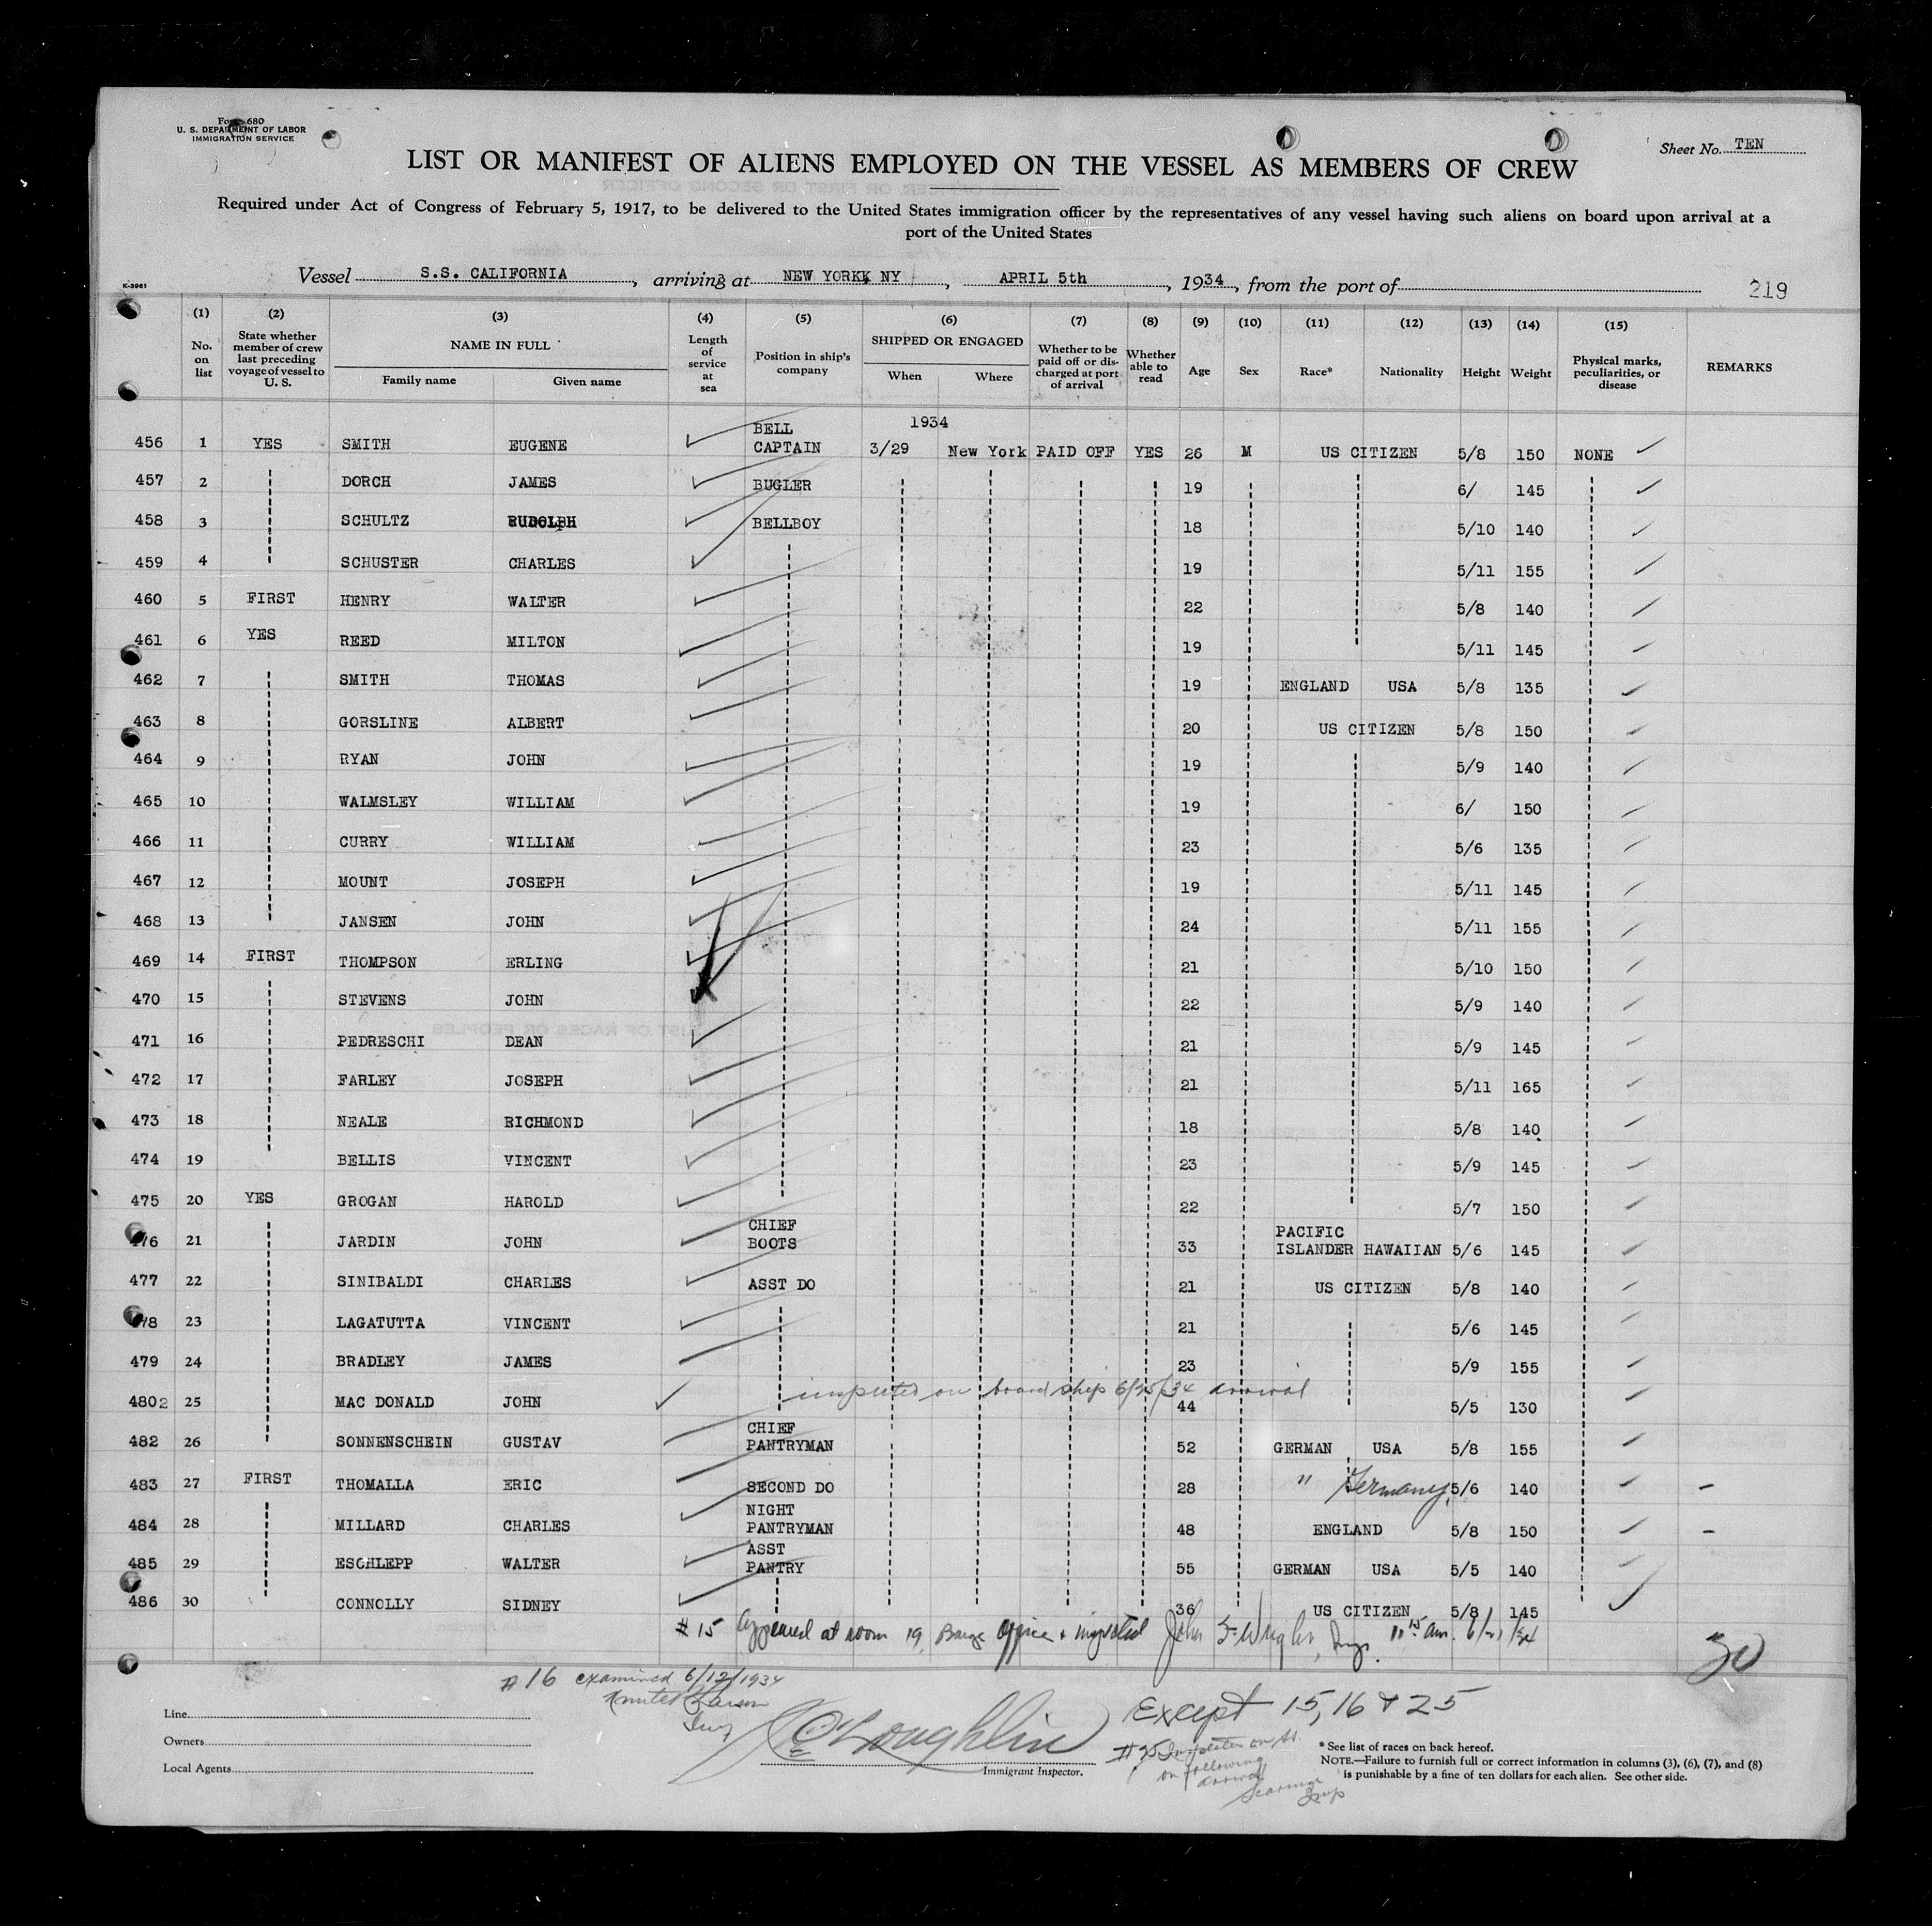 Form 680
U. S. DEPARTMENT OF LABOR
IMMIGRATION SERVICE
Sheet No. TEN
LIST OR MANIFEST OF ALIENS EMPLOYED ON THE VESSEL AS MEMBERS OF CREW
Required under Act of Congress of February 5, 1917, to be delivered to the United States immigration officer by the representatives of any vessel having such aliens on board upon arrival at a
port of the United States
Vessel S.S. CALIFORNIA, arriving at NEW YORKK NY, APRIL 5th, 1934, from the port of
K-3961
219
(1) No. on list (2) State whether member of crew last preceding voyage of vessel to U. S. (3) NAME IN FULL Family name Given name (4) Length of service at sea (5) Position in ship's company (6) SHIPPED OR ENGAGED When Where (7) Whether to be paid off or discharged at port of arrival (8) Whether able to read (9) Age (10) Sex (11) Race* (12) Nationality (13) Height (14) Weight (15) Physical marks, peculiarities, or disease REMARKS
1934
456 1 YES SMITH EUGENE BELL CAPTAIN 3/29 New York PAID OFF YES 26 M US CITIZEN 5/8 150 NONE
457 2 DORCH JAMES BUGLER 19 6/ 145
458 3 SCHULTZ RUDOLPH BELLBOY 18 5/10 140
459 4 SCHUSTER CHARLES 19 5/11 155
460 5 FIRST HENRY WALTER 22 5/8 140
461 6 YES REED MILTON 19 5/11 145
462 7 SMITH THOMAS 19 ENGLAND USA 5/8 135
463 8 GORSLINE ALBERT 20 US CITIZEN 5/8 150
464 9 RYAN JOHN 19 5/9 140
465 10 WALMSLEY WILLIAM 19 6/ 150
466 11 CURRY WILLIAM 23 5/6 135
467 12 MOUNT JOSEPH 19 5/11 145
468 13 JANSEN JOHN 24 5/11 155
469 14 FIRST THOMPSON ERLING 21 5/10 150
470 15 STEVENS JOHN 22 5/9 140
471 16 PEDRESCHI DEAN 21 5/9 145
472 17 FARLEY JOSEPH 21 5/11 165
473 18 NEALE RICHMOND 18 5/8 140
474 19 BELLIS VINCENT 23 5/9 145
475 20 YES GROGAN HAROLD 22 5/7 150
476 21 JARDIN JOHN CHIEF BOOTS 33 PACIFIC ISLANDER HAWAIIAN 5/6 145
477 22 SINIBALDI CHARLES ASST DO 21 US CITIZEN 5/8 140
478 23 LAGATUTTA VINCENT 21 5/6 145
479 24 BRADLEY JAMES 23 5/9 155
4802 25 MAC DONALD JOHN inspected on board ship 6/25/34 arrival 44 5/5 130
482 26 SONNENSCHEIN GUSTAV CHIEF PANTRYMAN 52 GERMAN USA 5/8 155
483 27 FIRST THOMALLA ERIC SECOND DO 28 " Germany 5/6 140 -
484 28 MILLARD CHARLES NIGHT PANTRYMAN 48 ENGLAND 5/8 150 -
485 29 ESCHLEPP WALTER ASST PANTRY 55 GERMAN USA 5/5 140
486 30 CONNOLLY SIDNEY 36 US CITIZEN 5/8 145
#15 Appeared at room 19, Barge Office & inspected John F. Insp. 11 15 am.
30
#16 examined 6/12/1934
Insp
Except 15, 16 & 25
#25 on following arrival
Insp
Line
Owners
Local Agents
O'Loughlin
Immigrant Inspector.
* See list of races on back hereof.
NOTE.—Failure to furnish full or correct information in columns (3), (6), (7), and (8)
is punishable by a fine of ten dollars for each alien. See other side.